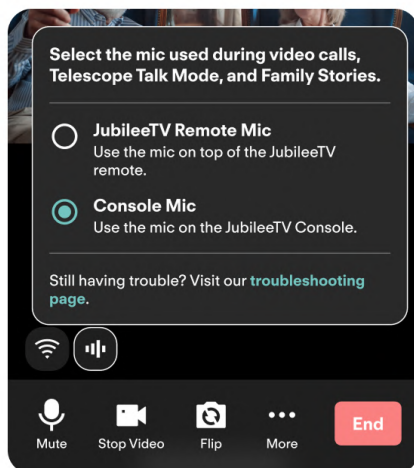 Select the mic used during video calls,
Telescope Talk Mode, and Family Stories.
JubileeTV Remote Mic
Use the mic on top of the JubileeTV
remote.
Console Mic
Use the mic on the JubileeTV Console.
Still having trouble? Visit our troubleshooting
page.
Mute
Stop Video
Flip
More
End